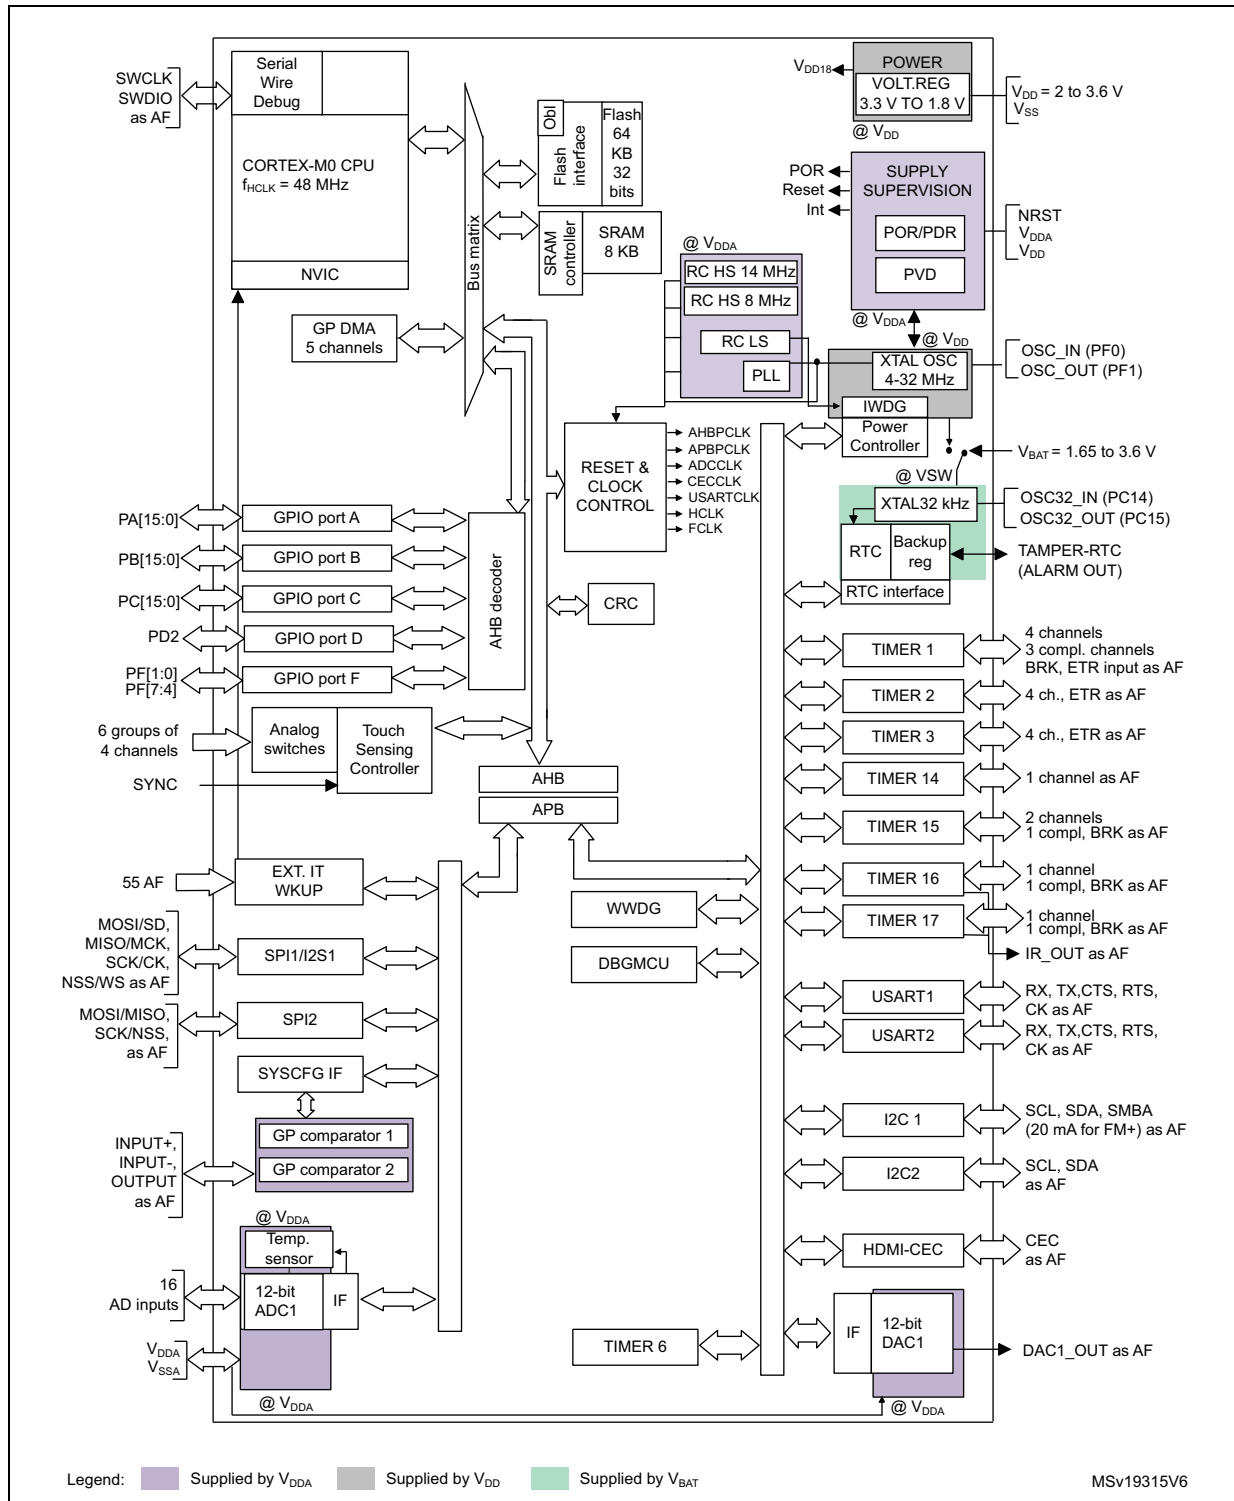 SWCLK
SWDIO
as AF
Serial
Wire
Debug
CORTEX-M0 CPU
fHCLK = 48 MHz
NVIC
GP DMA
5 channels
Bus matrix
Obl
Flash
interface
Flash
64
KB
32
bits
SRAM
controller
SRAM
8 KB
POWER
VOLT.REG
3.3 V TO 1.8 V
VDD18
VDD = 2 to 3.6 V
VSS
@ VDD
SUPPLY
SUPERVISION
POR/PDR
PVD
POR
Reset
Int
NRST
VDDA
VDD
@ VDDA
@ VDDA
RC HS 14 MHz
RC HS 8 MHz
RC LS
PLL
@ VDD
XTAL OSC
4-32 MHz
OSC_IN (PF0)
OSC_OUT (PF1)
IWDG
Power
Controller
VBAT = 1.65 to 3.6 V
@ VSW
XTAL32 kHz
OSC32_IN (PC14)
OSC32_OUT (PC15)
RTC
Backup
reg
RTC interface
TAMPER-RTC
(ALARM OUT)
RESET &
CLOCK
CONTROL
AHBPCLK
APBPCLK
ADCCLK
CECCLK
USARTCLK
HCLK
FCLK
PA[15:0]
GPIO port A
PB[15:0]
GPIO port B
PC[15:0]
GPIO port C
PD2
GPIO port D
PF[1:0]
PF[7:4]
GPIO port F
AHB decoder
CRC
6 groups of
4 channels
SYNC
Analog
switches
Touch
Sensing
Controller
AHB
APB
55 AF
EXT. IT
WKUP
MOSI/SD,
MISO/MCK,
SCK/CK,
NSS/WS as AF
SPI1/I2S1
MOSI/MISO,
SCK/NSS,
as AF
SPI2
SYSCFG IF
INPUT+,
INPUT-,
OUTPUT
as AF
GP comparator 1
GP comparator 2
@ VDDA
Temp.
sensor
16
AD inputs
12-bit
ADC1
IF
VDDA
VSSA
@ VDDA
WWDG
DBGMCU
TIMER 6
TIMER 1
4 channels
3 compl. channels
BRK, ETR input as AF
TIMER 2
4 ch., ETR as AF
TIMER 3
4 ch., ETR as AF
TIMER 14
1 channel as AF
TIMER 15
2 channels
1 compl, BRK as AF
TIMER 16
1 channel
1 compl, BRK as AF
TIMER 17
1 channel
1 compl, BRK as AF
IR_OUT as AF
USART1
RX, TX,CTS, RTS,
CK as AF
USART2
RX, TX,CTS, RTS,
CK as AF
I2C 1
SCL, SDA, SMBA
(20 mA for FM+) as AF
I2C2
SCL, SDA
as AF
HDMI-CEC
CEC
as AF
IF
12-bit
DAC1
DAC1_OUT as AF
@ VDDA
Legend:
Supplied by VDDA
Supplied by VDD
Supplied by VBAT
MSv19315V6